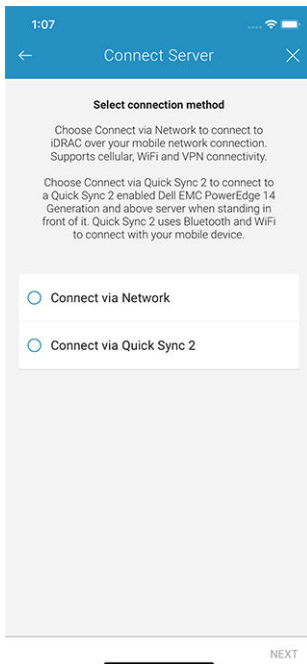 1:07
Connect Server
Select connection method
Choose Connect via Network to connect to
iDRAC over your mobile network connection.
Supports cellular, WiFi and VPN connectivity.
Choose Connect via Quick Sync 2 to connect to
a Quick Sync 2 enabled Dell EMC PowerEdge 14
Generation and above server when standing in
front of it. Quick Sync 2 uses Bluetooth and WiFi
to connect with your mobile device.
Connect via Network
Connect via Quick Sync 2
NEXT